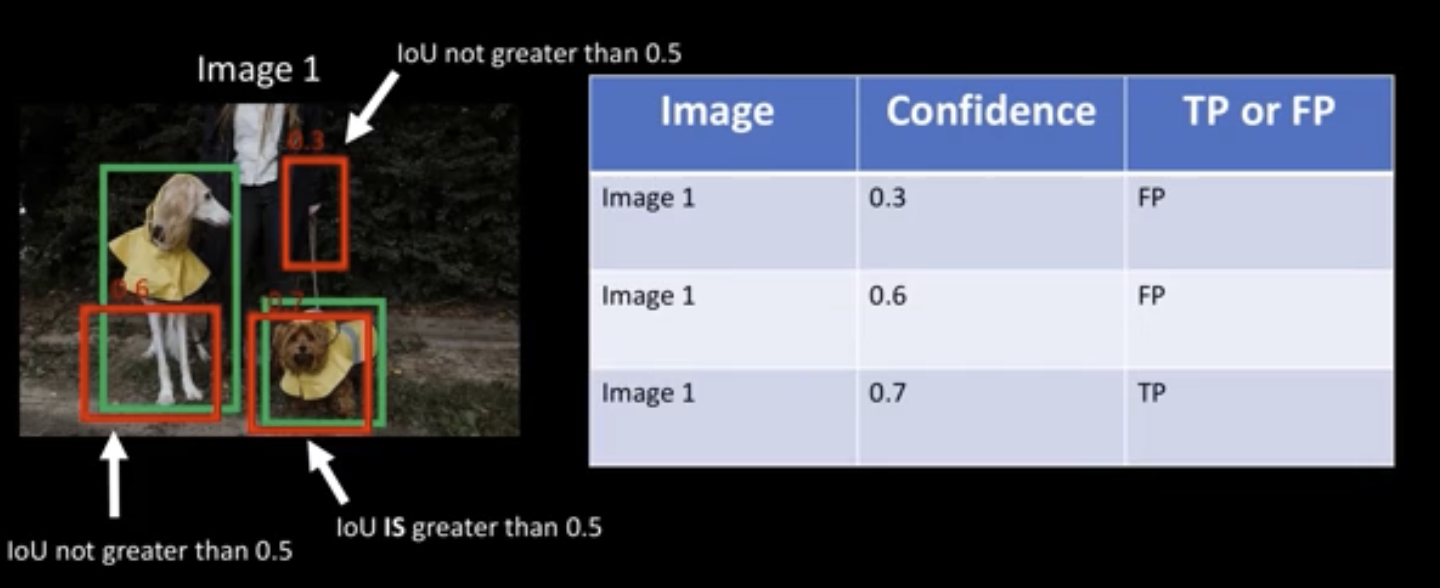 IoU not greater than 0.5
Image 1
0.3
0.6
0.7
IoU IS greater than 0.5
IoU not greater than 0.5
Image Confidence TP or FP
Image 1 0.3 FP
Image 1 0.6 FP
Image 1 0.7 TP